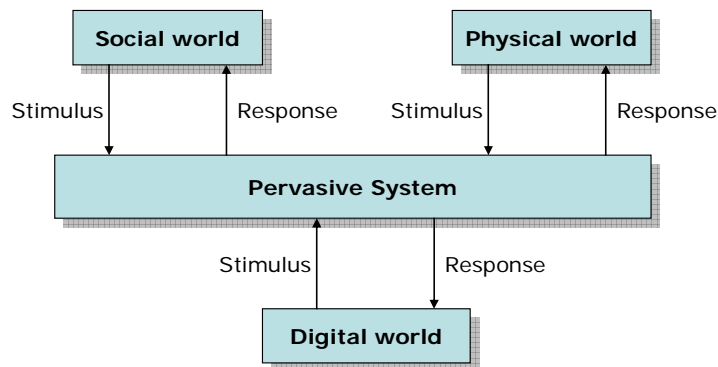 Social world
Physical world
Stimulus
Response
Stimulus
Response
Pervasive System
Stimulus
Response
Digital world